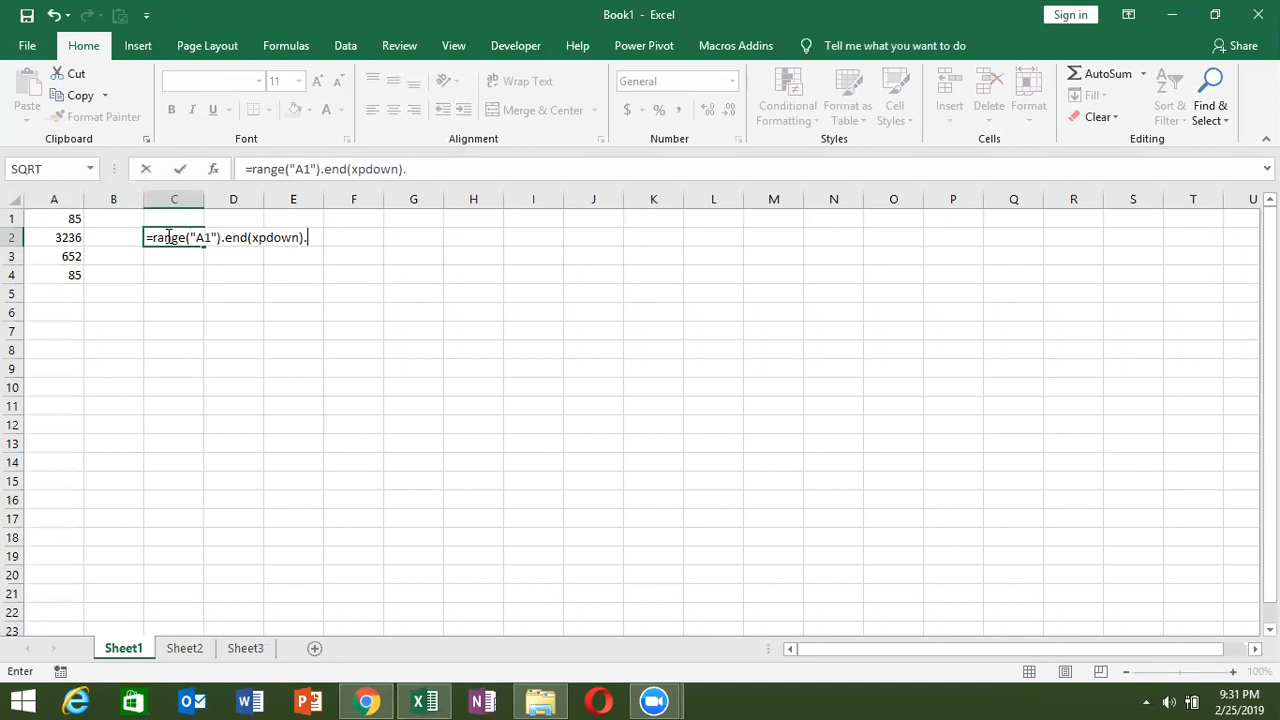 Book1 - Excel
Sign in
File Home Insert Page Layout Formulas Data Review View Developer Help Power Pivot Macros Addins Tell me what you want to do Share
Paste Cut Copy Format Painter
11
Wrap Text
Merge & Center
General
$ % ,
Conditional Formatting
Format as Table
Cell Styles
Insert Delete Format
AutoSum
Fill
Clear
Sort & Filter
Find & Select
Clipboard Font Alignment Number Styles Cells Editing
SQRT =range("A1").end(xpdown).
A B C D E F G H I J K L M N O P Q R S T U
1 85
2 3236 =range("A1").end(xpdown).
3 652
4 85
5
6
7
8
9
10
11
12
13
14
15
16
17
18
19
20
21
22
23
Sheet1 Sheet2 Sheet3
Enter 100%
9:31 PM
2/25/2019